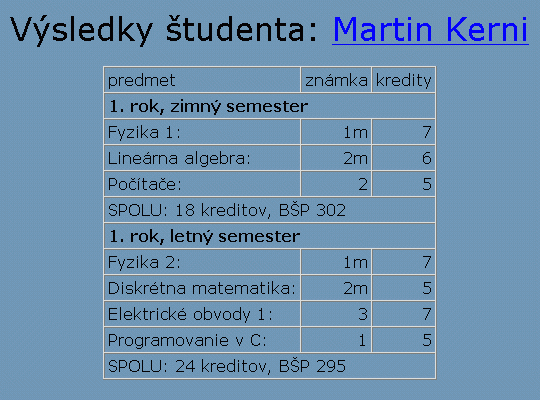 Výsledky študenta: Martin Kerni
predmet známka kredity
1. rok, zimný semester
Fyzika 1: 1m 7
Lineárna algebra: 2m 6
Počítače: 2 5
SPOLU: 18 kreditov, BŠP 302
1. rok, letný semester
Fyzika 2: 1m 7
Diskrétna matematika: 2m 5
Elektrické obvody 1: 3 7
Programovanie v C: 1 5
SPOLU: 24 kreditov, BŠP 295